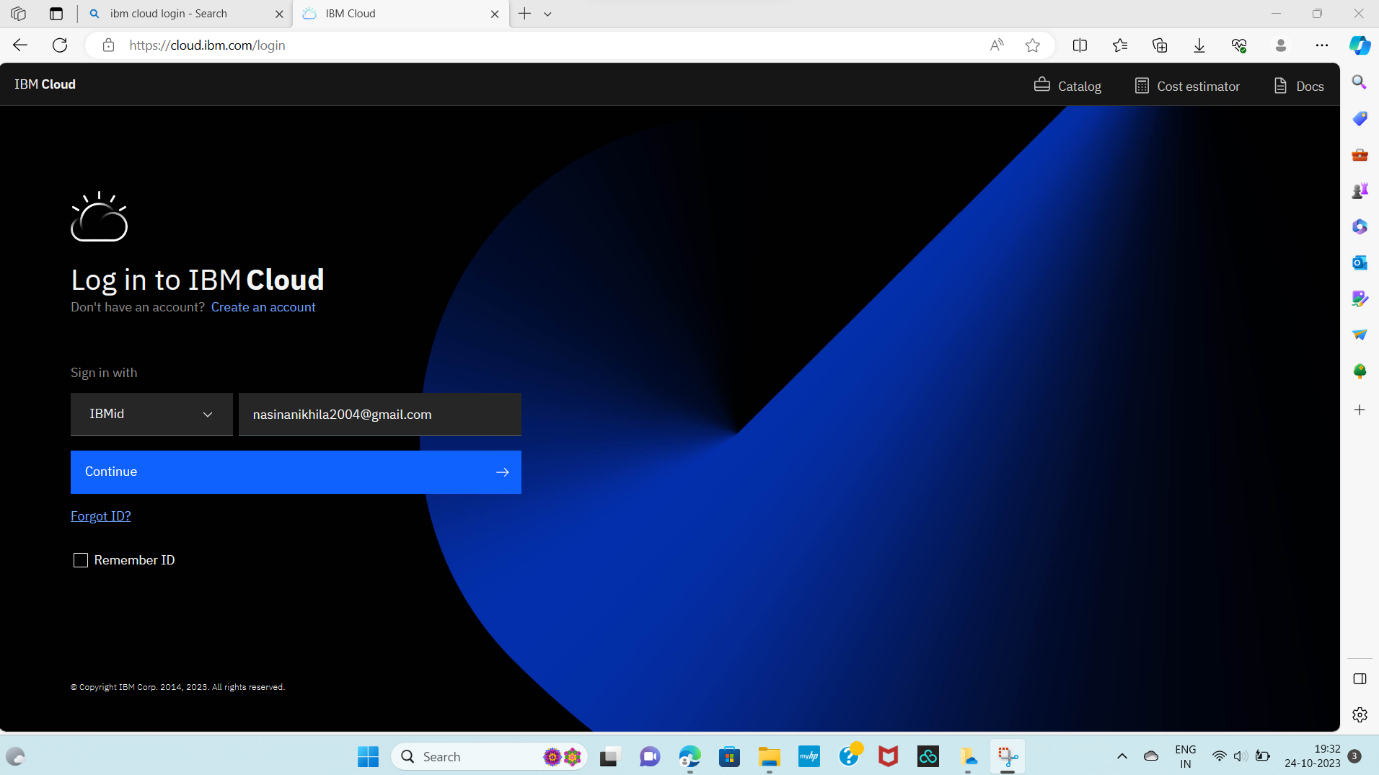 ibm cloud login - Search
IBM Cloud
https://cloud.ibm.com/login
IBM Cloud
Catalog
Cost estimator
Docs
Log in to IBM Cloud
Don't have an account? Create an account
Sign in with
IBMid
nasinanikhila2004@gmail.com
Continue
Forgot ID?
Remember ID
© Copyright IBM Corp. 2014, 2023. All rights reserved.
Search
myhp
ENG
IN
19:32
24-10-2023
3